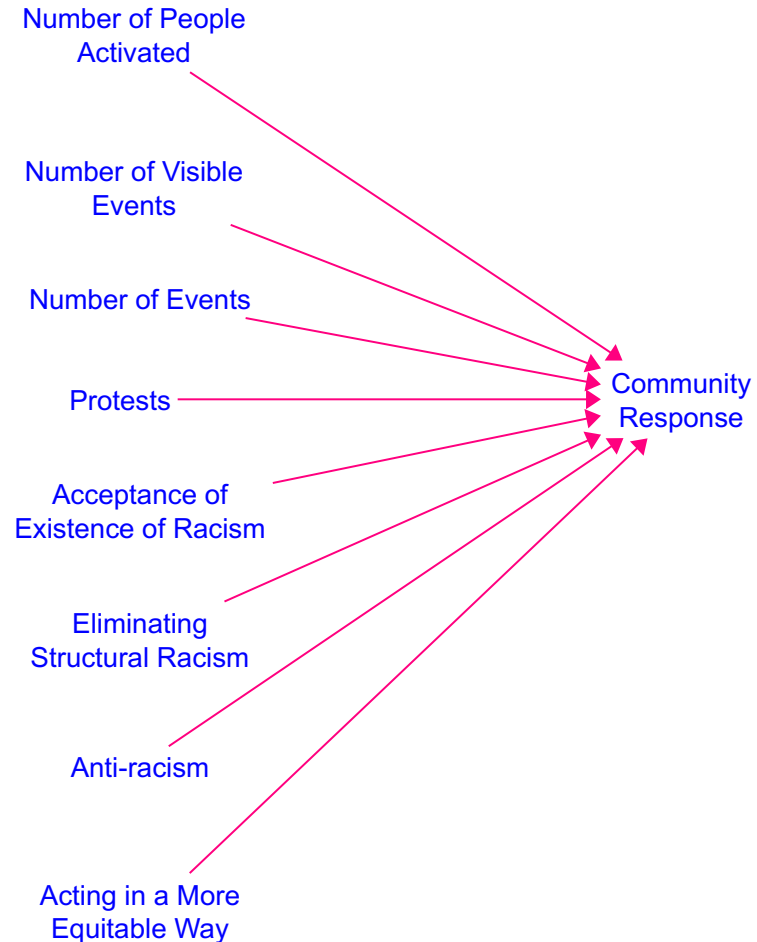 Number of People
Activated
Number of Visible
Events
Number of Events
Protests
Community
Response
Acceptance of
Existence of Racism
Eliminating
Structural Racism
Anti-racism
Acting in a More
Equitable Way